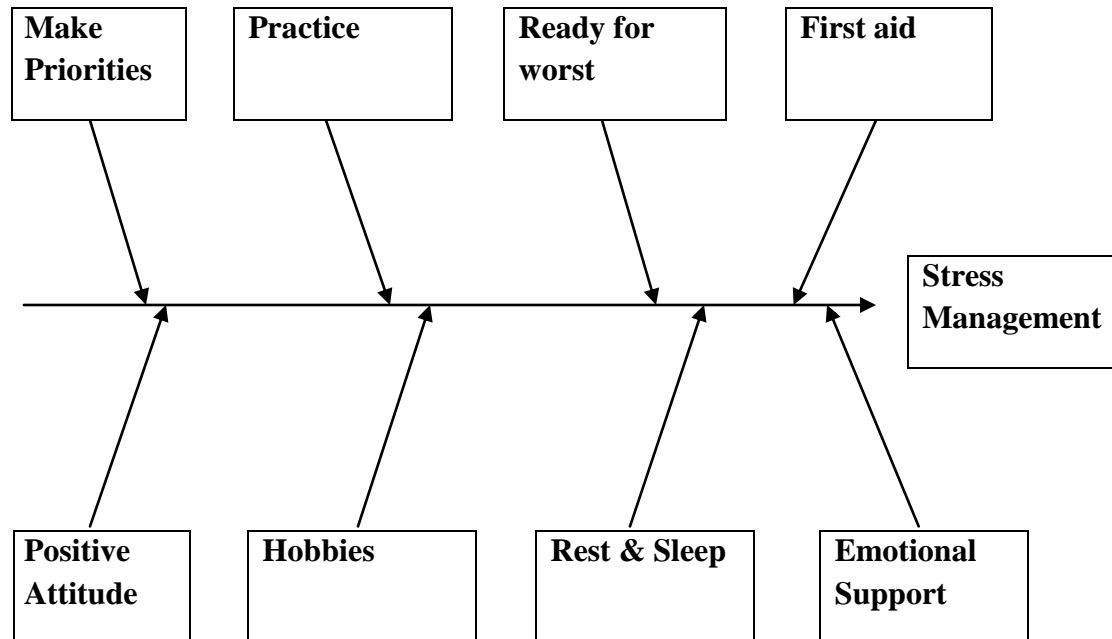 Make
Priorities
Practice
Ready for
worst
First aid
Stress
Management
Positive
Attitude
Hobbies
Rest & Sleep
Emotional
Support